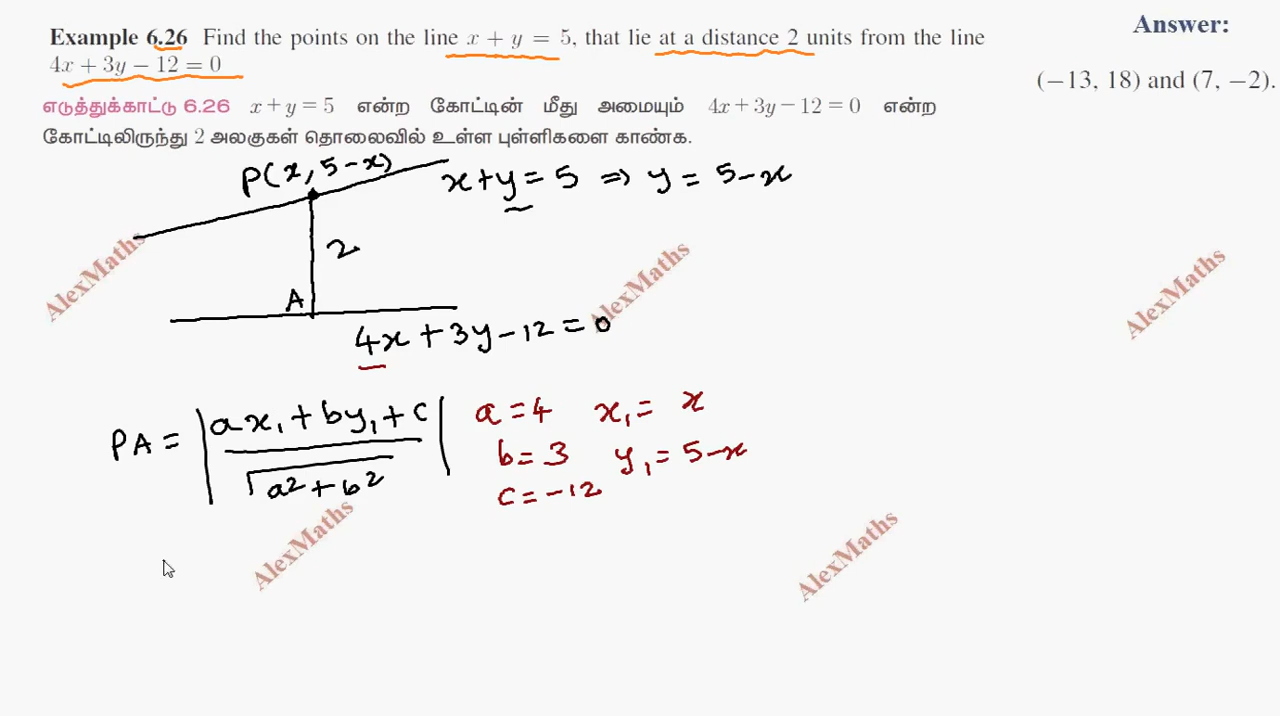 Example 6.26 Find the points on the line x + y = 5, that lie at a distance 2 units from the line
4x + 3y − 12 = 0
Answer:
(−13, 18) and (7, −2).
எடுத்துக்காட்டு 6.26 x + y = 5 என்ற கோட்டின் மீது அமையும் 4x + 3y − 12 = 0 என்ற
கோட்டிலிருந்து 2 அலகுகள் தொலைவில் உள்ள புள்ளிகளை காண்க.
P(x, 5−x)
x+y = 5 ⇒ y = 5−x
2
A
4x + 3y − 12 = 0
PA = |ax₁ + by₁ + c / √a² + b²|
a = 4 x₁ = x
b = 3 y₁ = 5−x
c = −12
AlexMaths
AlexMaths
AlexMaths
AlexMaths
AlexMaths